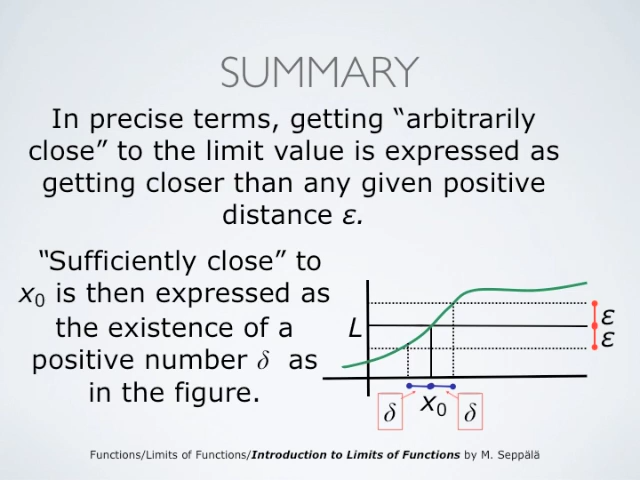 SUMMARY
In precise terms, getting “arbitrarily
close” to the limit value is expressed as
getting closer than any given positive
distance ε.
“Sufficiently close” to
x₀ is then expressed as
the existence of a
positive number δ as
in the figure.
L
ε
ε
δ
x₀
δ
Functions/Limits of Functions/Introduction to Limits of Functions by M. Seppälä